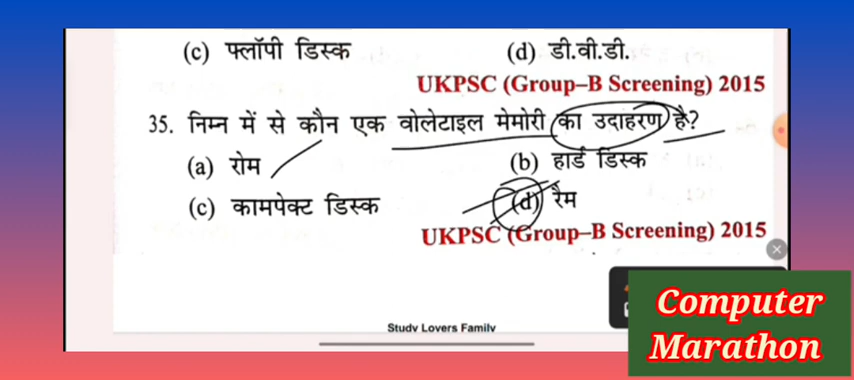 (c) फ्लॉपी डिस्क (d) डी.वी.डी.
UKPSC (Group–B Screening) 2015
35. निम्न में से कौन एक वोलेटाइल मेमोरी का उदाहरण है?
(a) रोम (b) हार्ड डिस्क
(c) कामपेक्ट डिस्क (d) रैम
UKPSC (Group–B Screening) 2015
Study Lovers Family
Computer
Marathon